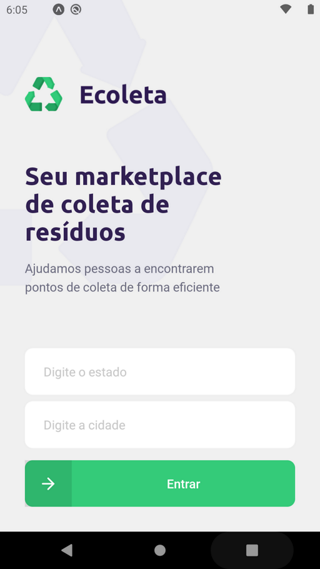 6:05
Ecoleta
Seu marketplace
de coleta de
resíduos
Ajudamos pessoas a encontrarem
pontos de coleta de forma eficiente
Digite o estado
Digite a cidade
Entrar